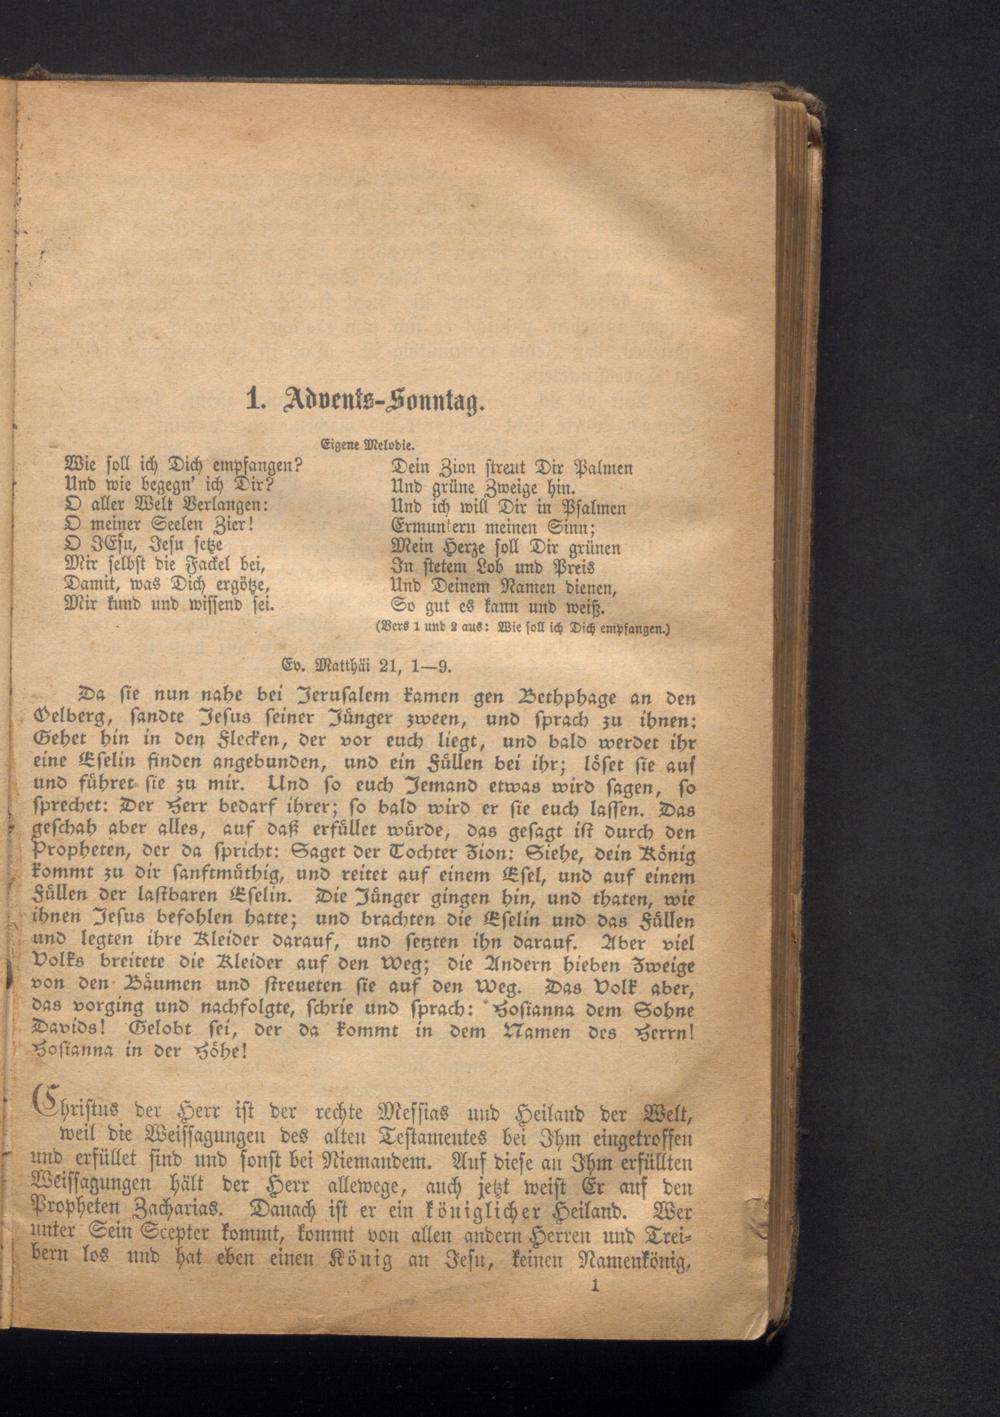 1. Advents-Sonntag.
Eigene Melodie.
Wie soll ich Dich empfangen?
Und wie begegn' ich Dir?
O aller Welt Verlangen:
O meiner Seelen Zier!
O JEsu, Jesu setze
Mir selbst die Fackel bei,
Damit, was Dich ergötze,
Mir kund und wissend sei.
Dein Zion streut Dir Palmen
Und grüne Zweige hin.
Und ich will Dir in Psalmen
Ermuntern meinen Sinn;
Mein Herze soll Dir grünen
In stetem Lob und Preis
Und Deinem Namen dienen,
So gut es kann und weiß.
(Vers 1 und 2 aus: Wie soll ich Dich empfangen.)
Ev. Matthäi 21, 1—9.
Da sie nun nahe bei Jerusalem kamen gen Bethphage an den
Oelberg, sandte Jesus seiner Jünger zween, und sprach zu ihnen:
Gehet hin in den Flecken, der vor euch liegt, und bald werdet ihr
eine Eselin finden angebunden, und ein Füllen bei ihr; löset sie auf
und führet sie zu mir. Und so euch Jemand etwas wird sagen, so
sprechet: Der Herr bedarf ihrer; so bald wird er sie euch lassen. Das
geschah aber alles, auf daß erfüllet würde, das gesagt ist durch den
Propheten, der da spricht: Saget der Tochter Zion: Siehe, dein König
kommt zu dir sanftmüthig, und reitet auf einem Esel, und auf einem
Füllen der lastbaren Eselin. Die Jünger gingen hin, und thaten, wie
ihnen Jesus befohlen hatte; und brachten die Eselin und das Füllen
und legten ihre Kleider darauf, und setzten ihn darauf. Aber viel
Volks breitete die Kleider auf den Weg; die Andern hieben Zweige
von den Bäumen und streueten sie auf den Weg. Das Volk aber,
das vorging und nachfolgte, schrie und sprach: Hosianna dem Sohne
Davids! Gelobt sei, der da kommt in dem Namen des Herrn!
Hosianna in der Höhe!
Christus der Herr ist der rechte Messias und Heiland der Welt,
weil die Weissagungen des alten Testamentes bei Ihm eingetroffen
und erfüllet sind und sonst bei Niemandem. Auf diese an Ihm erfüllten
Weissagungen hält der Herr allewege, auch jetzt weist Er auf den
Propheten Zacharias. Danach ist er ein königlicher Heiland. Wer
unter Sein Scepter kommt, kommt von allen andern Herren und Trei-
bern los und hat eben einen König an Jesu, keinen Namenkönig,
1